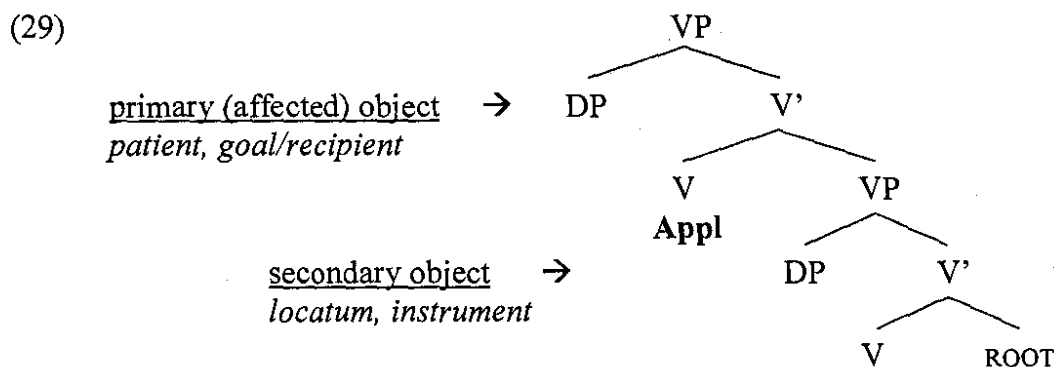 (29) VP
primary (affected) object → DP V'
patient, goal/recipient
V VP
Appl
secondary object → DP V'
locatum, instrument
V ROOT